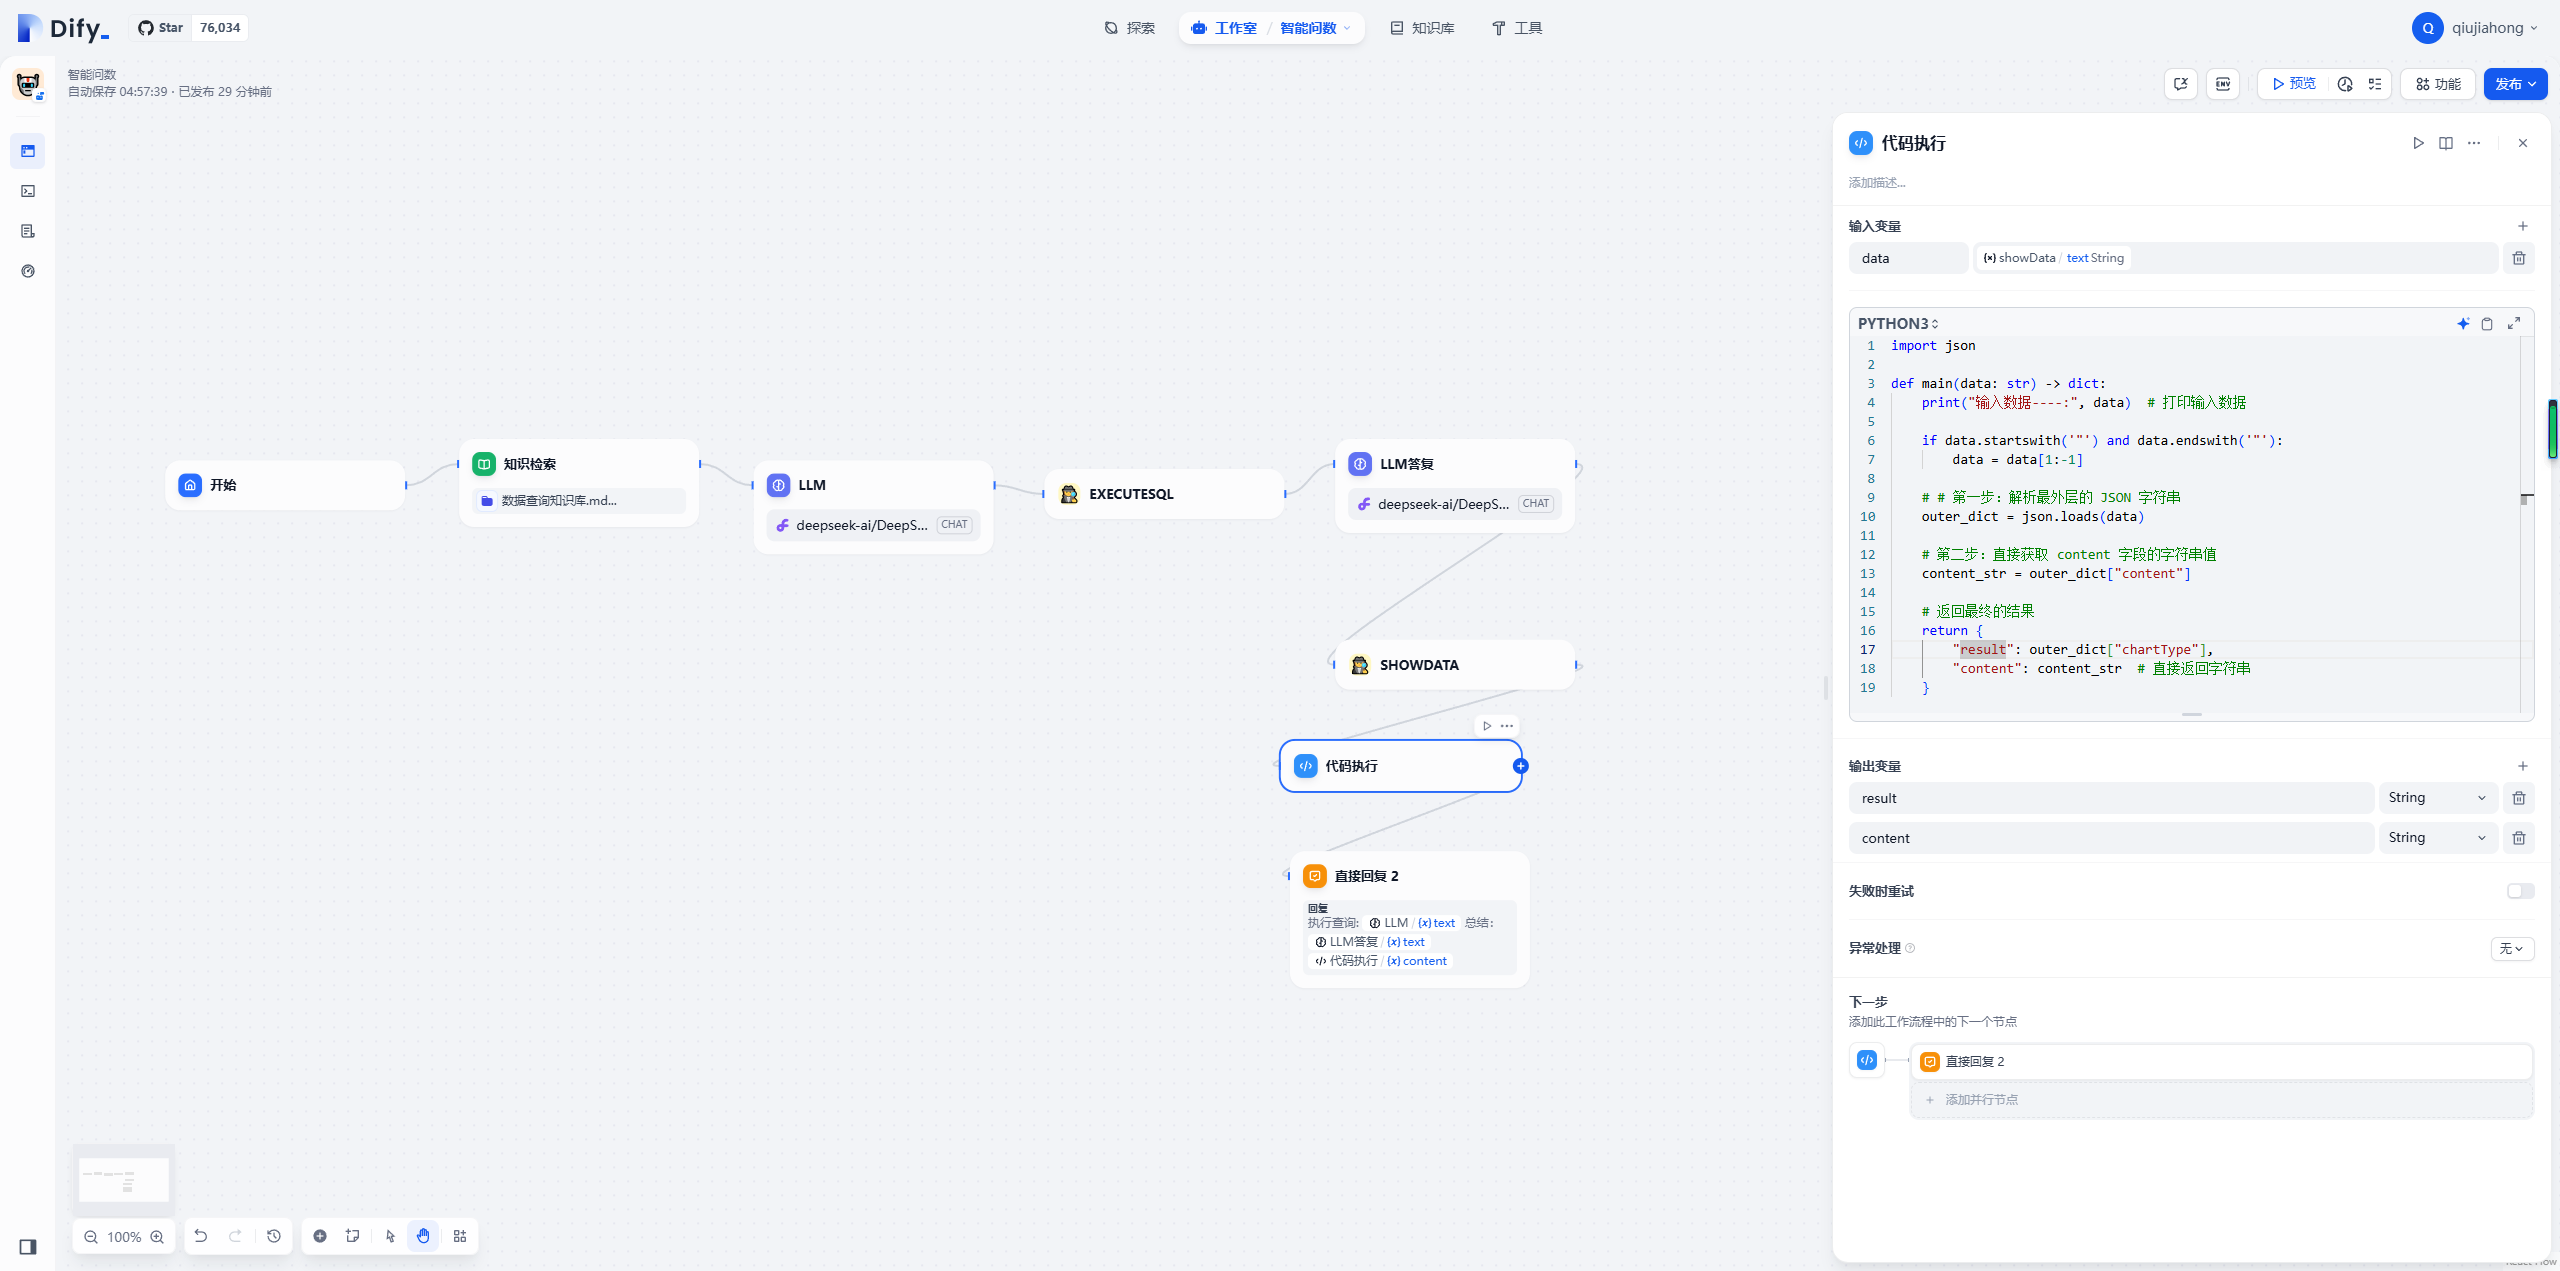 Dify_
Star 76,034
探索
工作室 / 智能问数
知识库
工具
Q qiujiahong
智能问数
自动保存 04:57:39 · 已发布 29 分钟前
ENV
预览
功能
发布
开始
知识检索
数据查询知识库.md...
LLM
deepseek-ai/DeepS... CHAT
EXECUTESQL
LLM答复
deepseek-ai/DeepS... CHAT
SHOWDATA
代码执行
直接回复 2
回复
执行查询: LLM / {x} text 总结:
LLM答复 / {x} text
代码执行 / {x} content
100%
代码执行
添加描述...
输入变量
data {x} showData / text String
PYTHON3
1 import json
2
3 def main(data: str) -> dict:
4 print("输入数据----:", data)  # 打印输入数据
5
6 if data.startswith('"') and data.endswith('"'):
7 data = data[1:-1]
8
9 # # 第一步：解析最外层的 JSON 字符串
10 outer_dict = json.loads(data)
11
12 # 第二步：直接获取 content 字段的字符串值
13 content_str = outer_dict["content"]
14
15 # 返回最终的结果
16 return {
17 "result": outer_dict["chartType"],
18 "content": content_str  # 直接返回字符串
19 }
输出变量
result String
content String
失败时重试
异常处理 无
下一步
添加此工作流程中的下一个节点
直接回复 2
+ 添加并行节点
React Flow